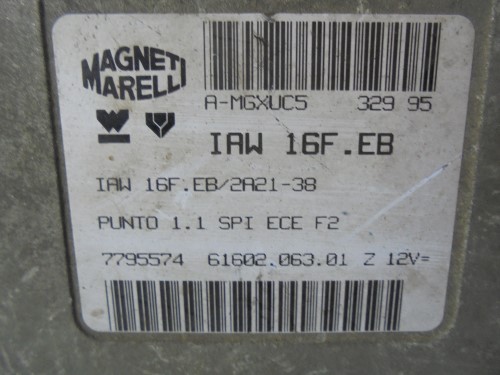 MAGNETI
MARELLI
A-MGXUC5 329 95
IAW 16F.EB
IAW 16F.EB/2A21-38
PUNTO 1.1 SPI ECE F2
7795574 61602.063.01 Z 12V=